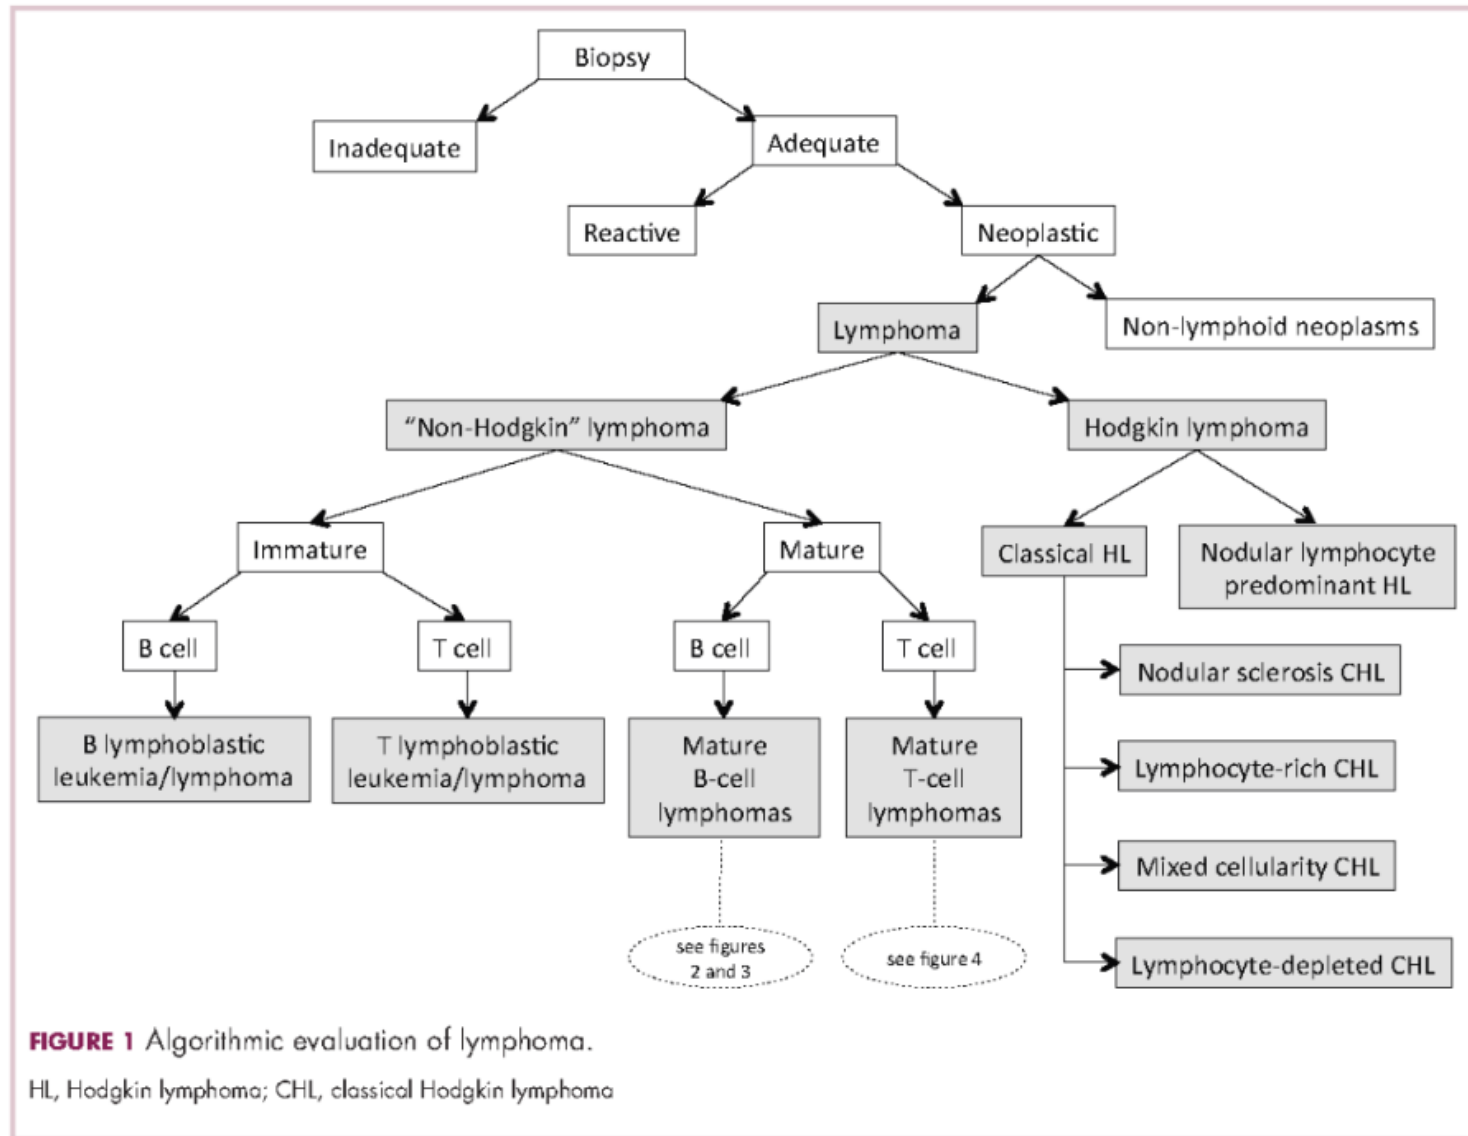 Biopsy
Inadequate
Adequate
Reactive
Neoplastic
Lymphoma
Non-lymphoid neoplasms
“Non-Hodgkin” lymphoma
Hodgkin lymphoma
Immature
Mature
Classical HL
Nodular lymphocyte
predominant HL
B cell
T cell
B cell
T cell
B lymphoblastic
leukemia/lymphoma
T lymphoblastic
leukemia/lymphoma
Mature
B-cell
lymphomas
Mature
T-cell
lymphomas
Nodular sclerosis CHL
Lymphocyte-rich CHL
Mixed cellularity CHL
Lymphocyte-depleted CHL
see figures
2 and 3
see figure 4
FIGURE 1 Algorithmic evaluation of lymphoma.
HL, Hodgkin lymphoma; CHL, classical Hodgkin lymphoma